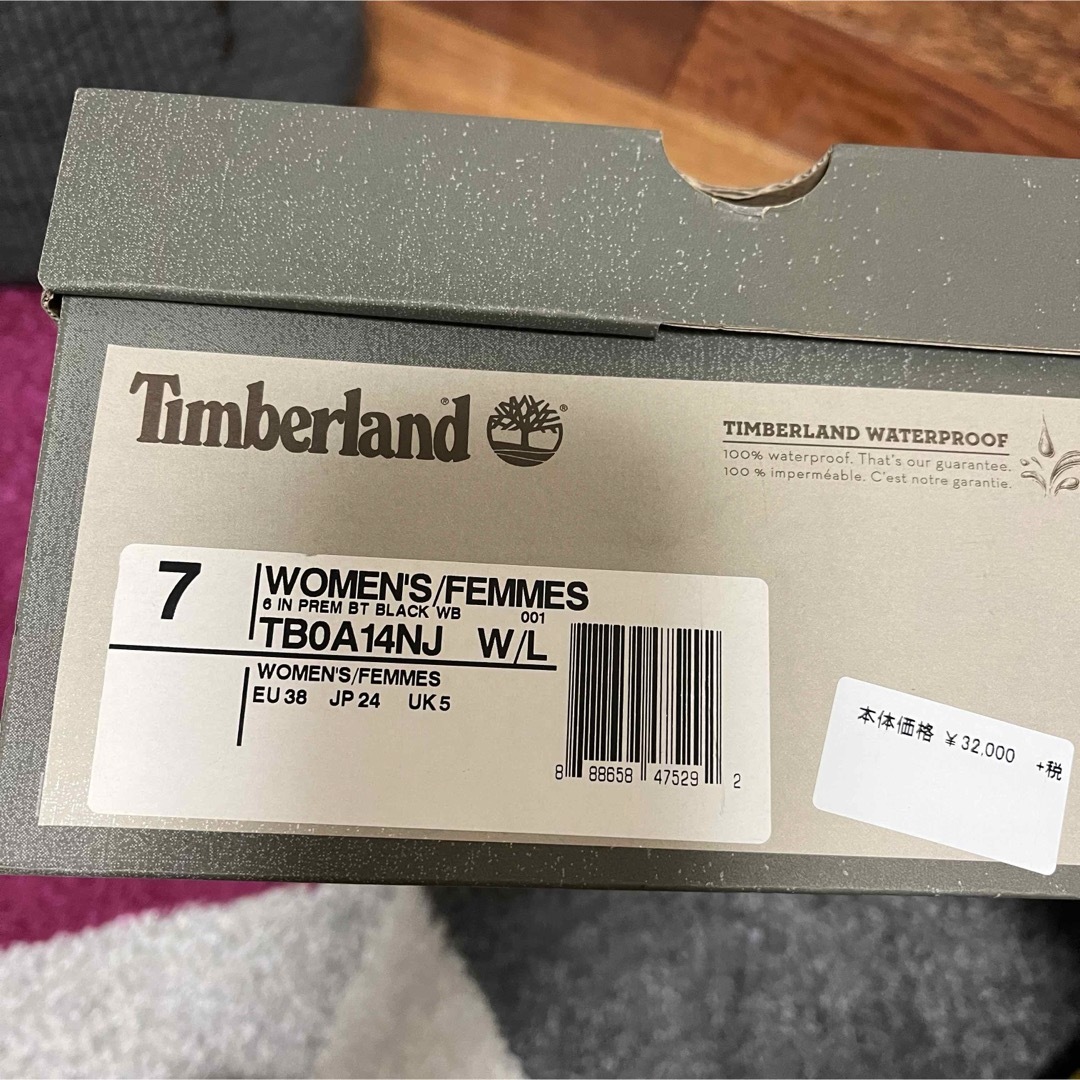 Timberland®
®
TIMBERLAND WATERPROOF
100% waterproof. That's our guarantee.
100 % imperméable. C'est notre garantie.
7
WOMEN'S/FEMMES
6 IN PREM BT BLACK WB 001
TB0A14NJ W/L
WOMEN'S/FEMMES
EU 38 JP 24 UK 5
8 88658 47529 2
本体価格 ¥32,000 +税